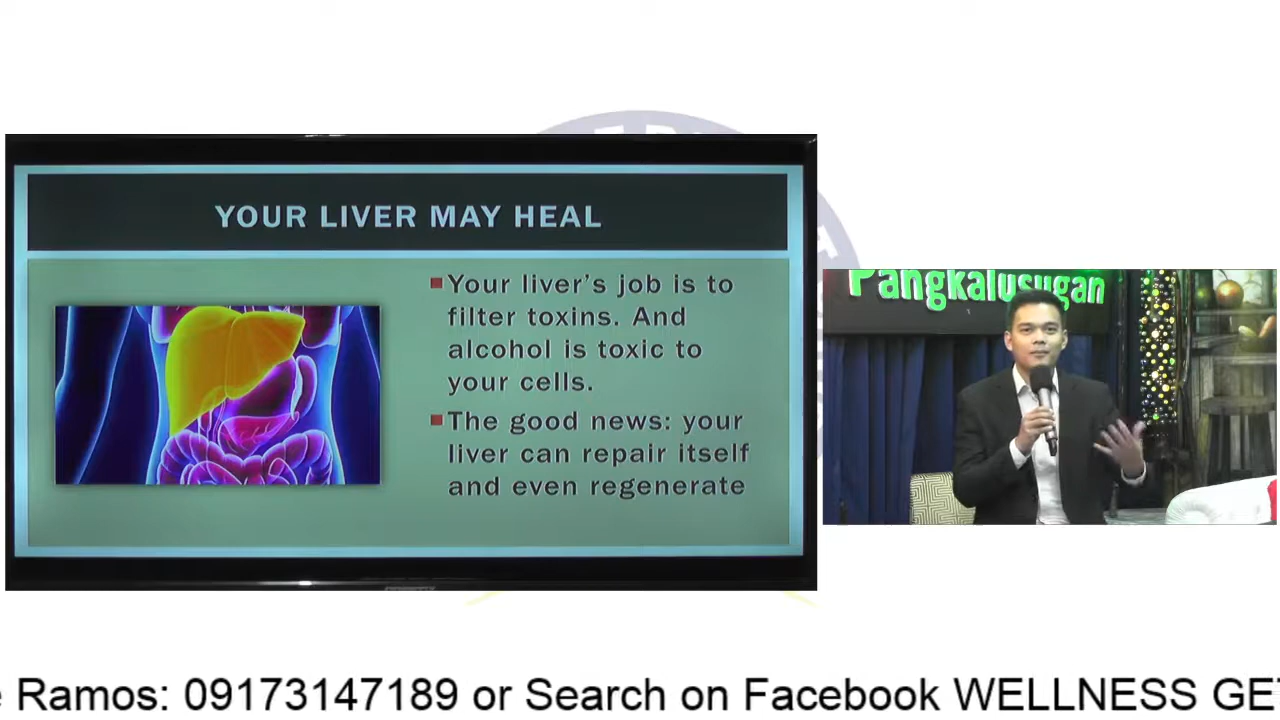 YOUR LIVER MAY HEAL
Your liver's job is to
filter toxins. And
alcohol is toxic to
your cells.
The good news: your
liver can repair itself
and even regenerate
Pangkalusugan
Ramos: 09173147189 or Search on Facebook WELLNESS